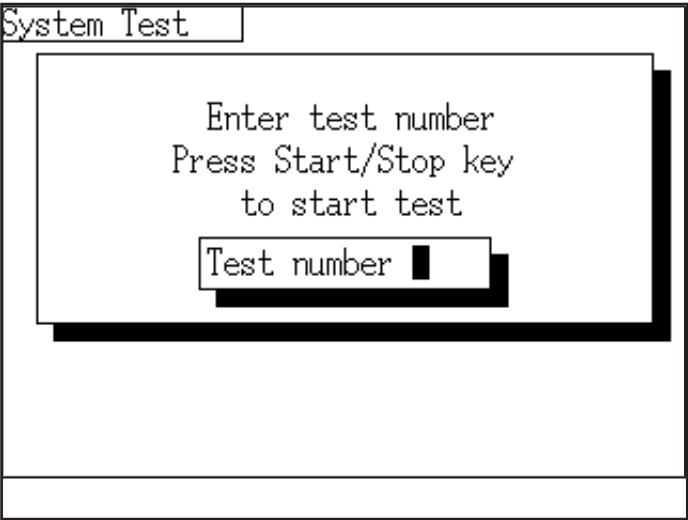 System Test
Enter test number
Press Start/Stop key
to start test
Test number